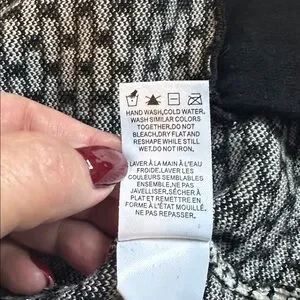 HAND WASH,COLD WATER,
WASH SIMILAR COLORS
TOGETHER,DO NOT
BLEACH,DRY FLAT AND
RESHAPE WHILE STILL
WET.DO NOT IRON.
LAVER À LA MAIN À L'EAU
FROIDE.LAVER LES
COULEURS SEMBLABLES
ENSEMBLE.NE PAS
JAVELLISER.SÉCHER À
PLAT ET REMETTRE EN
FORME À L'ÉTAT MOUILLÉ.
NE PAS REPASSER.